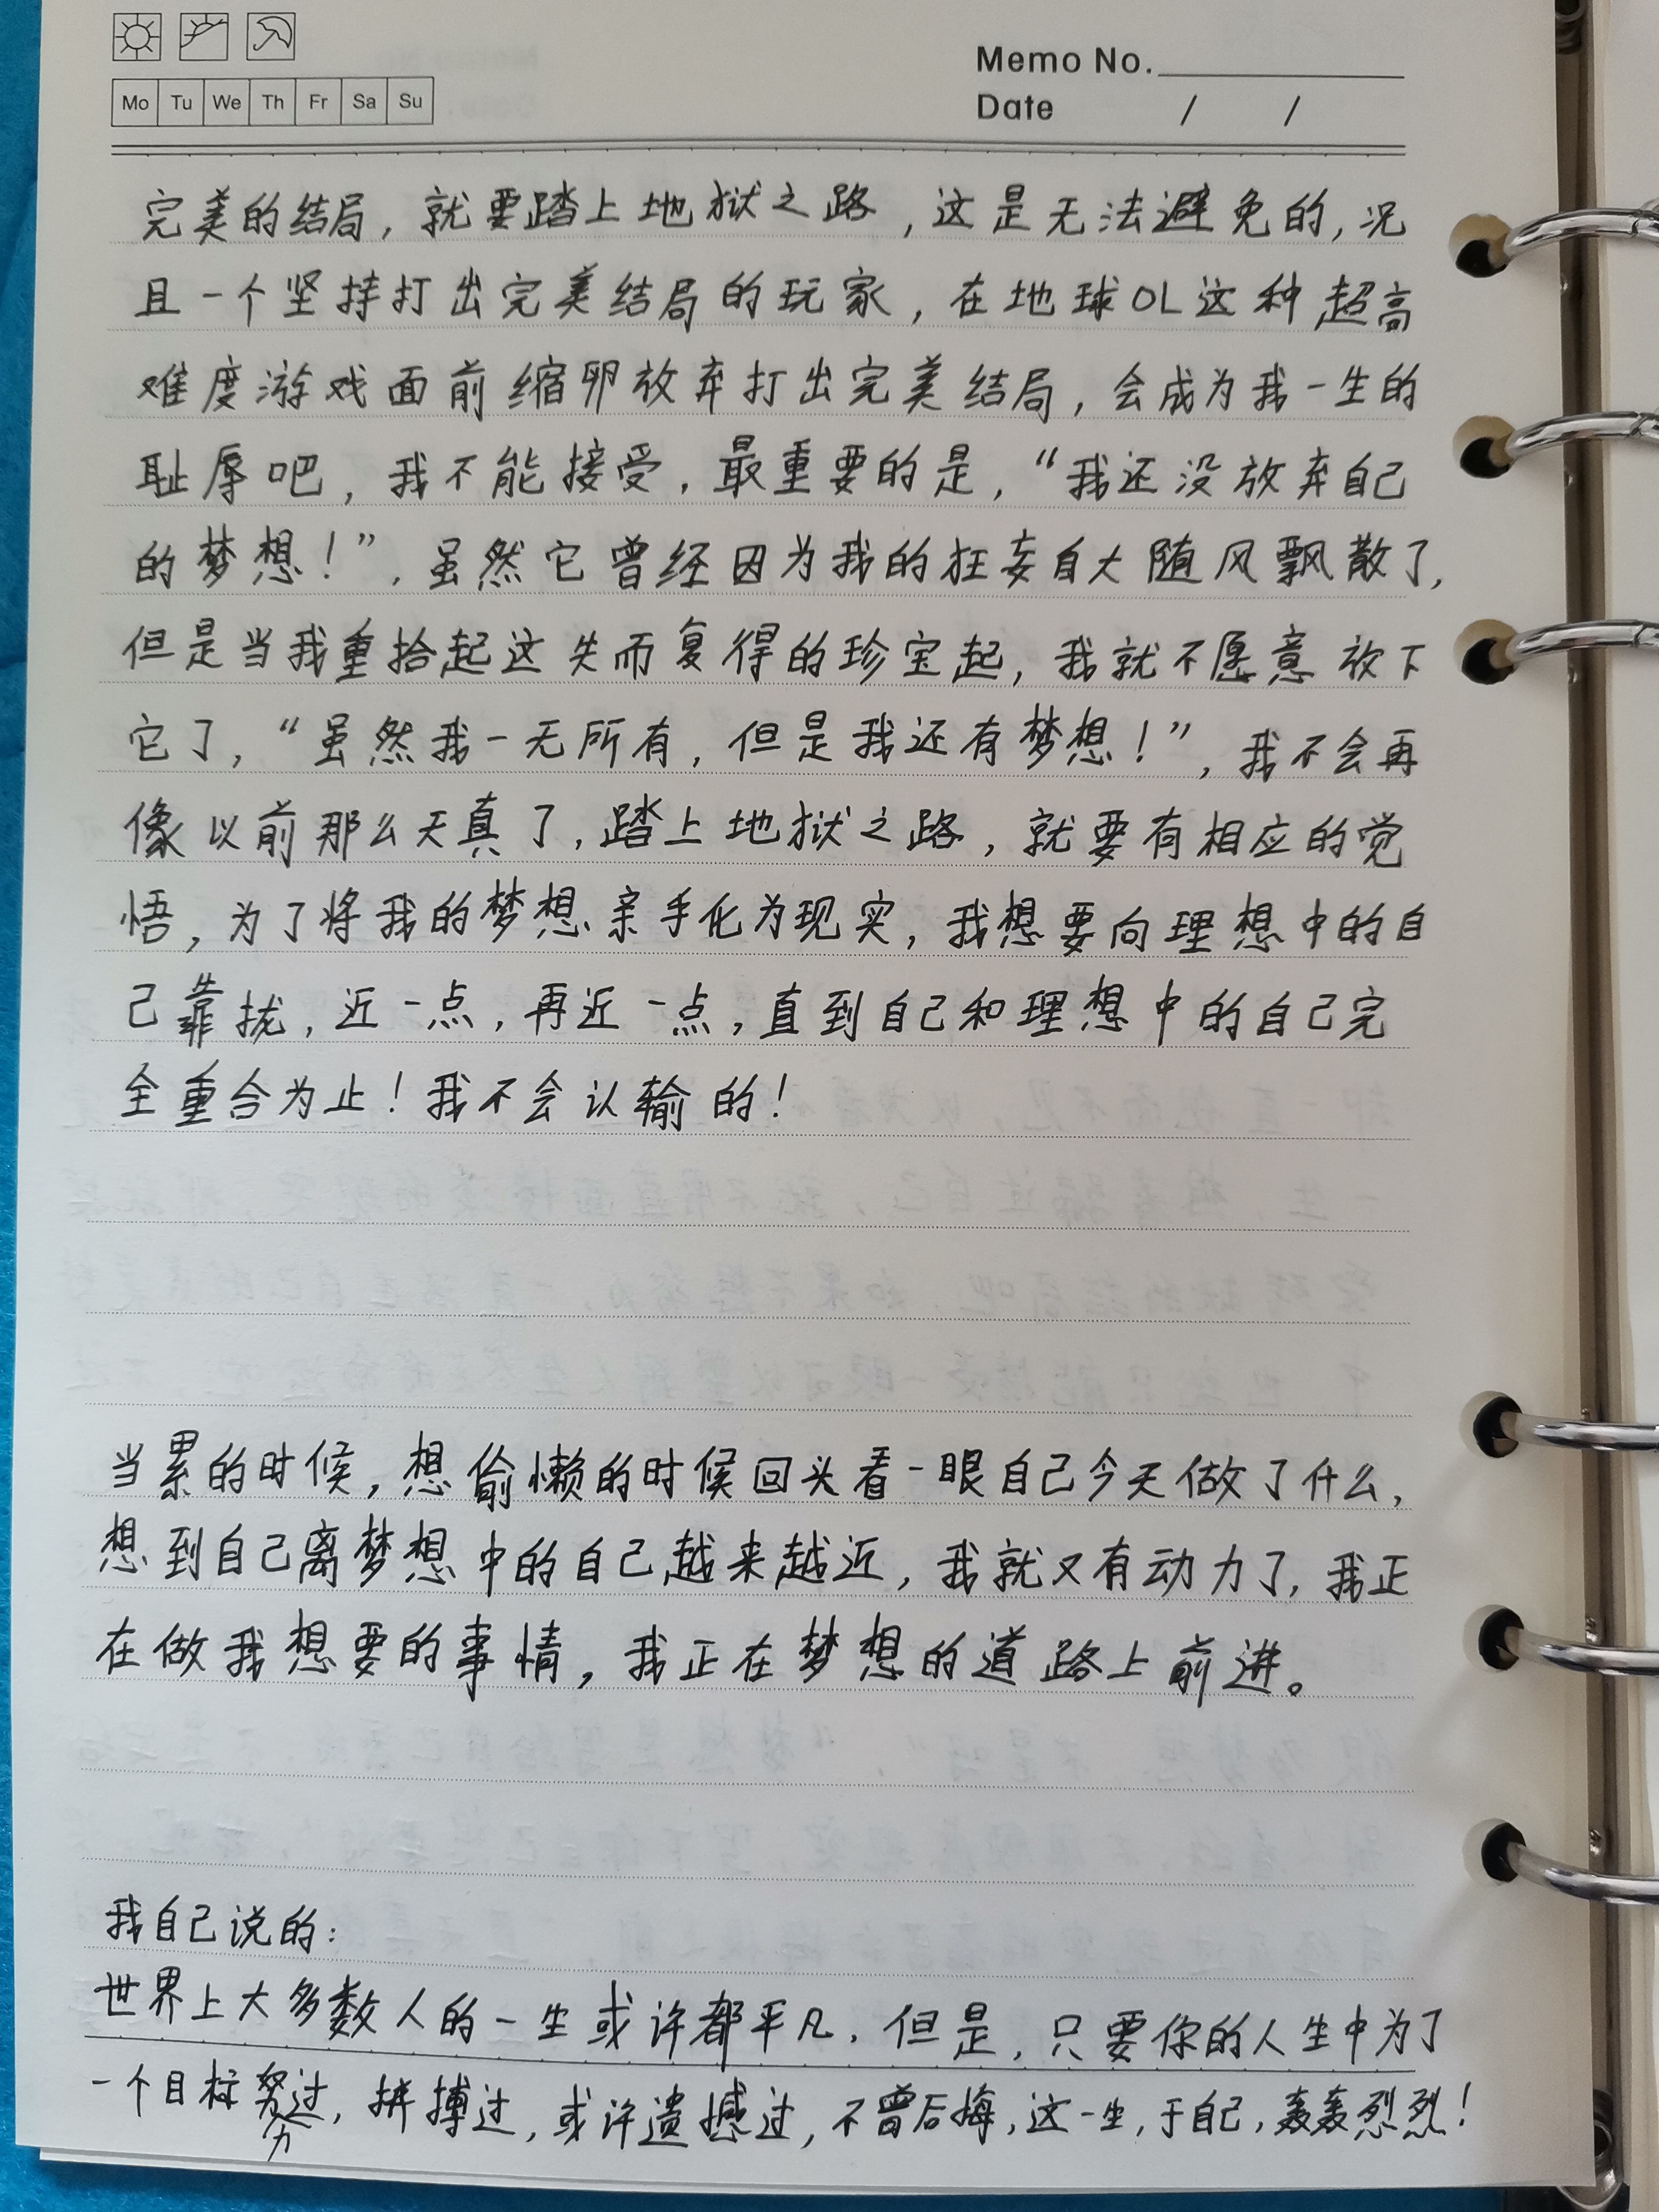 Memo No.
Mo Tu We Th Fr Sa Su
Date / /
完美的结局，就要踏上地狱之路，这是无法避免的，况
且一个坚持打出完美结局的玩家，在地球OL这种超高
难度游戏面前缩卵放弃打出完美结局，会成为我一生的
耻辱吧，我不能接受，最重要的是，“我还没放弃自己
的梦想！”，虽然它曾经因为我的狂妄自大随风飘散了，
但是当我重拾起这失而复得的珍宝起，我就不愿意放下
它了，“虽然我一无所有，但是我还有梦想！”，我不会再
像以前那么天真了，踏上地狱之路，就要有相应的觉
悟，为了将我的梦想亲手化为现实，我想要向理想中的自
己靠拢，近一点，再近一点，直到自己和理想中的自己完
全重合为止！我不会认输的！
当累的时候，想偷懒的时候回头看一眼自己今天做了什么，
想到自己离梦想中的自己越来越近，我就又有动力了，我正
在做我想要的事情，我正在梦想的道路上前进。
我自己说的：
世界上大多数人的一生或许都平凡，但是，只要你的人生中为了
一个目标努力过，拼搏过，或许遗憾过，不曾后悔，这一生，于自己，轰轰烈烈！